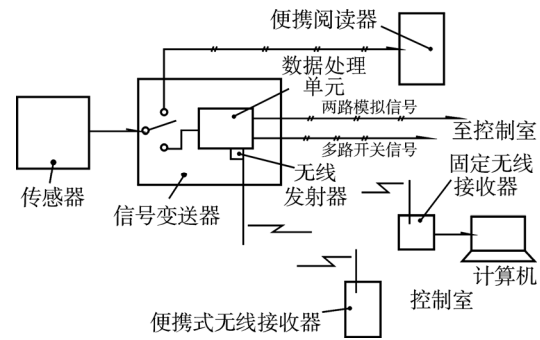 便携阅读器
数据处理
单元
两路模拟信号
至控制室
多路开关信号
无线
发射器
固定无线
接收器
传感器
信号变送器
计算机
控制室
便携式无线接收器